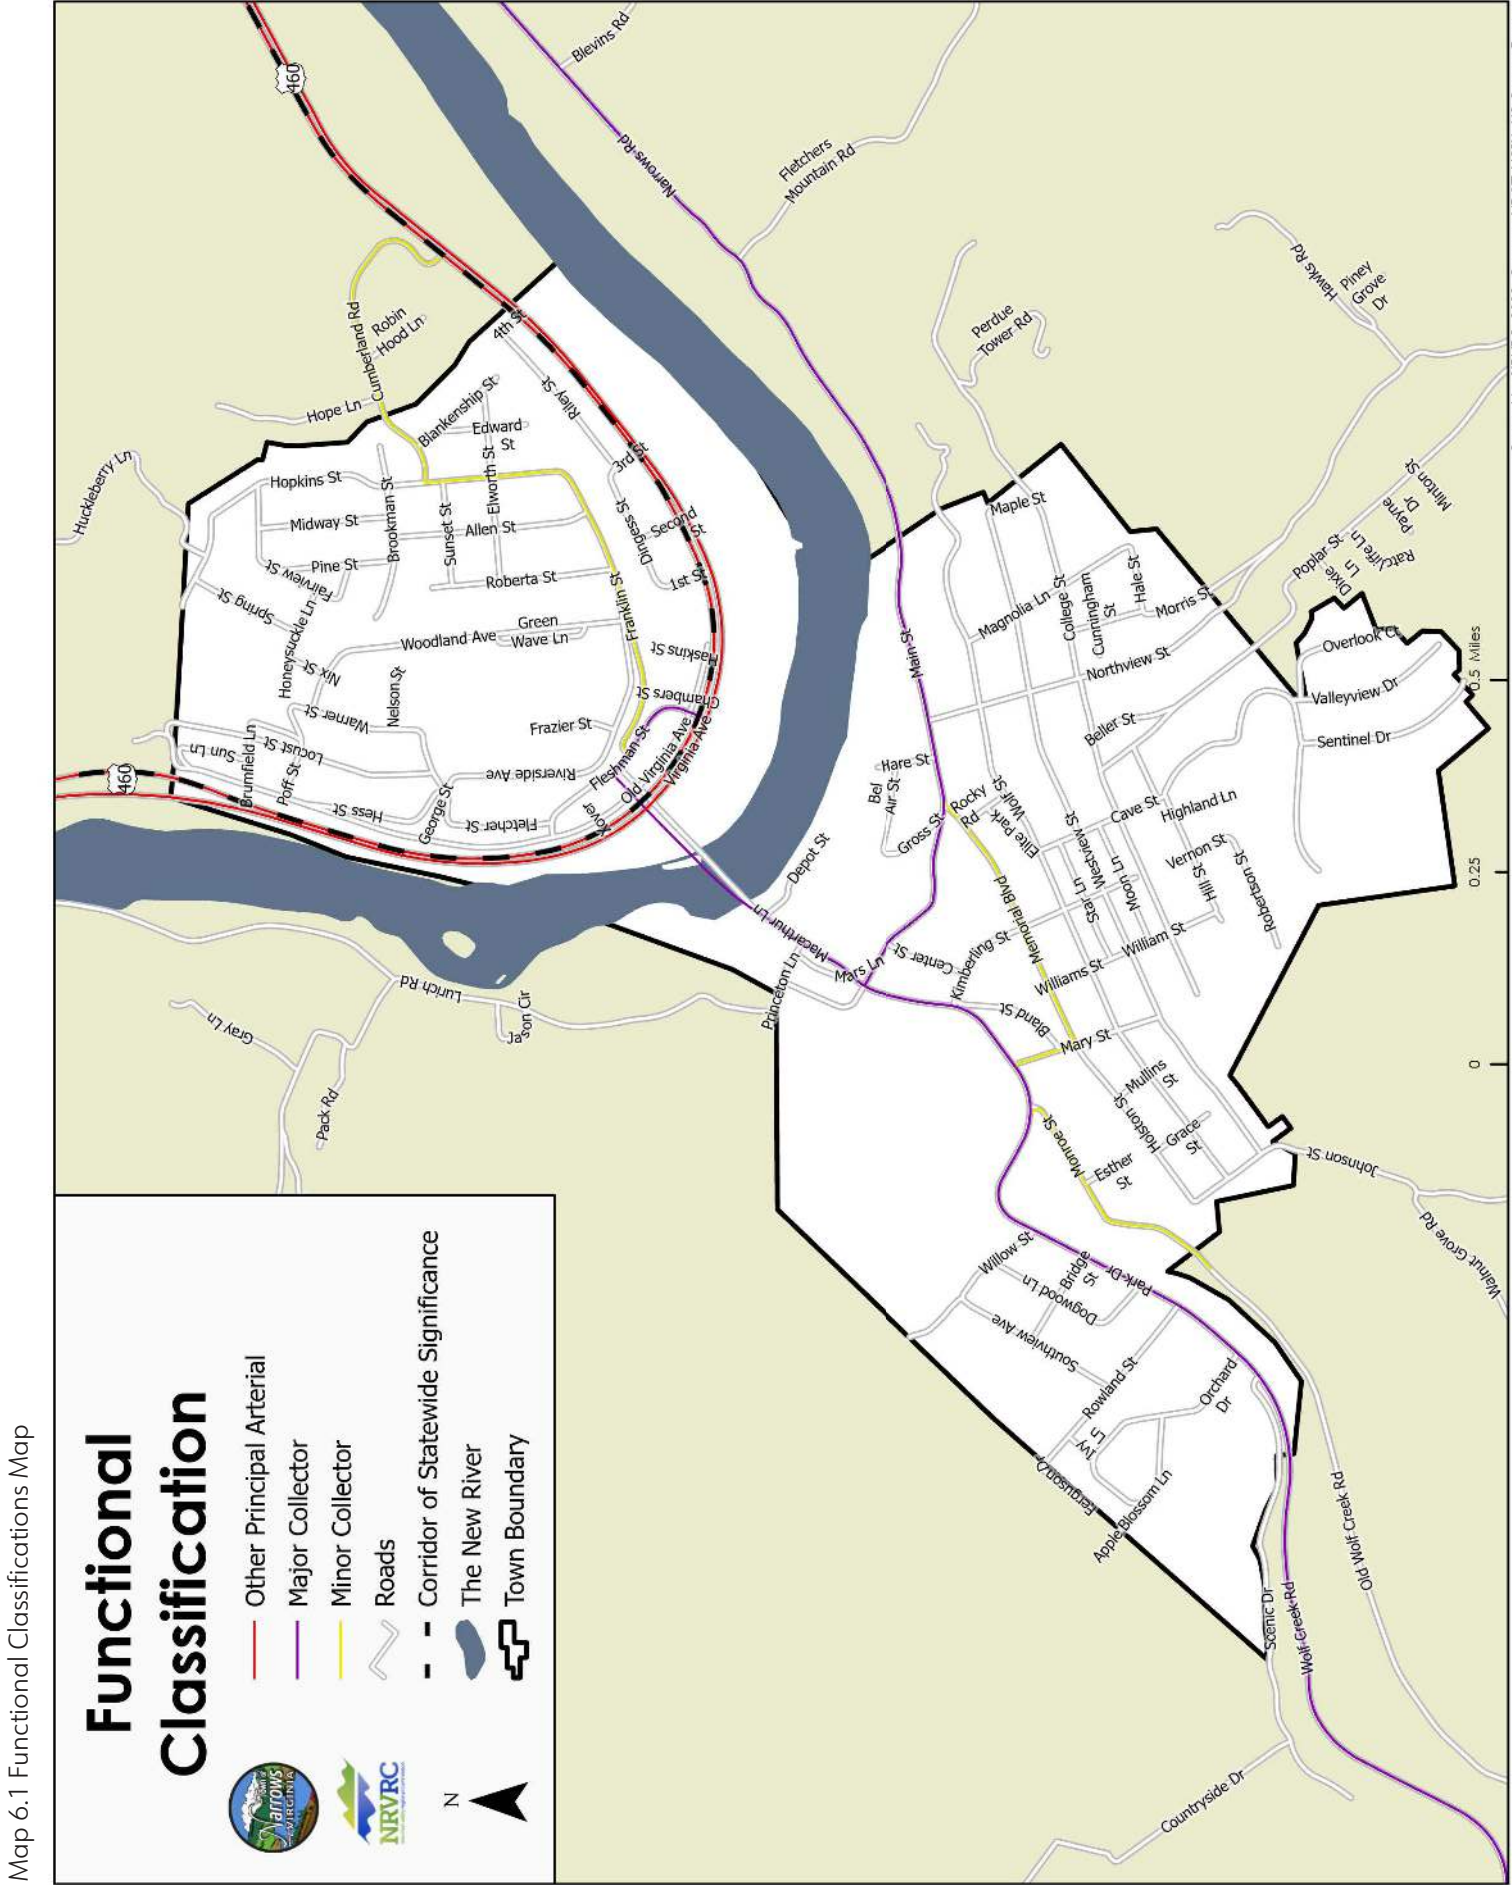 Map 6.1 Functional Classifications Map
Functional
Classification
Other Principal Arterial
Major Collector
Minor Collector
Roads
Corridor of Statewide Significance
The New River
Town Boundary
Town of
Narrows
VIRGINIA
NRVRC
N
460
460
Blevins Rd
Narrows Rd
Fletchers
Mountain Rd
Cumberland Rd
Robin
Hood Ln
Hope Ln
Huckleberry Ln
4th St
Riley St
Blankenship St
Edward
St
Elworth St
3rd St
Hopkins St
Midway St
Brookman St
Sunset St
Allen St
Dingess St
Second
St
Pine St
Fairview St
Spring St
Roberta St
1st St
Franklin St
Honeysuckle Ln
Woodland Ave
Green
Wave Ln
Haskins St
Nix St
Nelson St
Chambers St
Warner St
Frazier St
Fleshman St
Old Virginia Ave
Virginia Ave
Sun Ln
Brumfield Ln
Locust St
Poff St
Riverside Ave
Hess St
George St
Fletcher St
Xover
Hawks Rd
Piney
Grove
Dr
Perdue
Tower Rd
Maple St
Minton St
Payne
Dr
Ratcliffe Ln
Poplar St
Dixie
Ln
Hale St
Morris St
College St
Cunningham
St
Magnolia Ln
Main St
Northview St
Overlook Ct
Valleyview Dr
Beller St
Sentinel Dr
Hare St
Bel
Air St
Rocky
Rd
Wolf St
Elite Park
Gross St
Cave St
Highland Ln
Westview St
Vernon St
Moon Ln
Star Ln
Hill St
Robertson St
Depot St
Memorial Blvd
Memorial Blvd
Macarthur Ln
Macarthur Ln
Kimberling St
William St
Center St
Williams St
Mars Ln
Princeton Ln
Bland St
Mary St
Lurich Rd
Gray Ln
Jason Cir
Pack Rd
Mullins
St
Holston St
Grace
St
Monroe St
Esther
St
Johnson St
Walnut Grove Rd
Willow St
Bridge
St
Park Dr
Dogwood Ln
Southview Ave
Rowland St
Orchard
Dr
Ivy Ln
Apple Blossom Ln
Old Wolf Creek Rd
Scenic Dr
Wolf Creek Rd
Countryside Dr
0
0.25
0.5 Miles